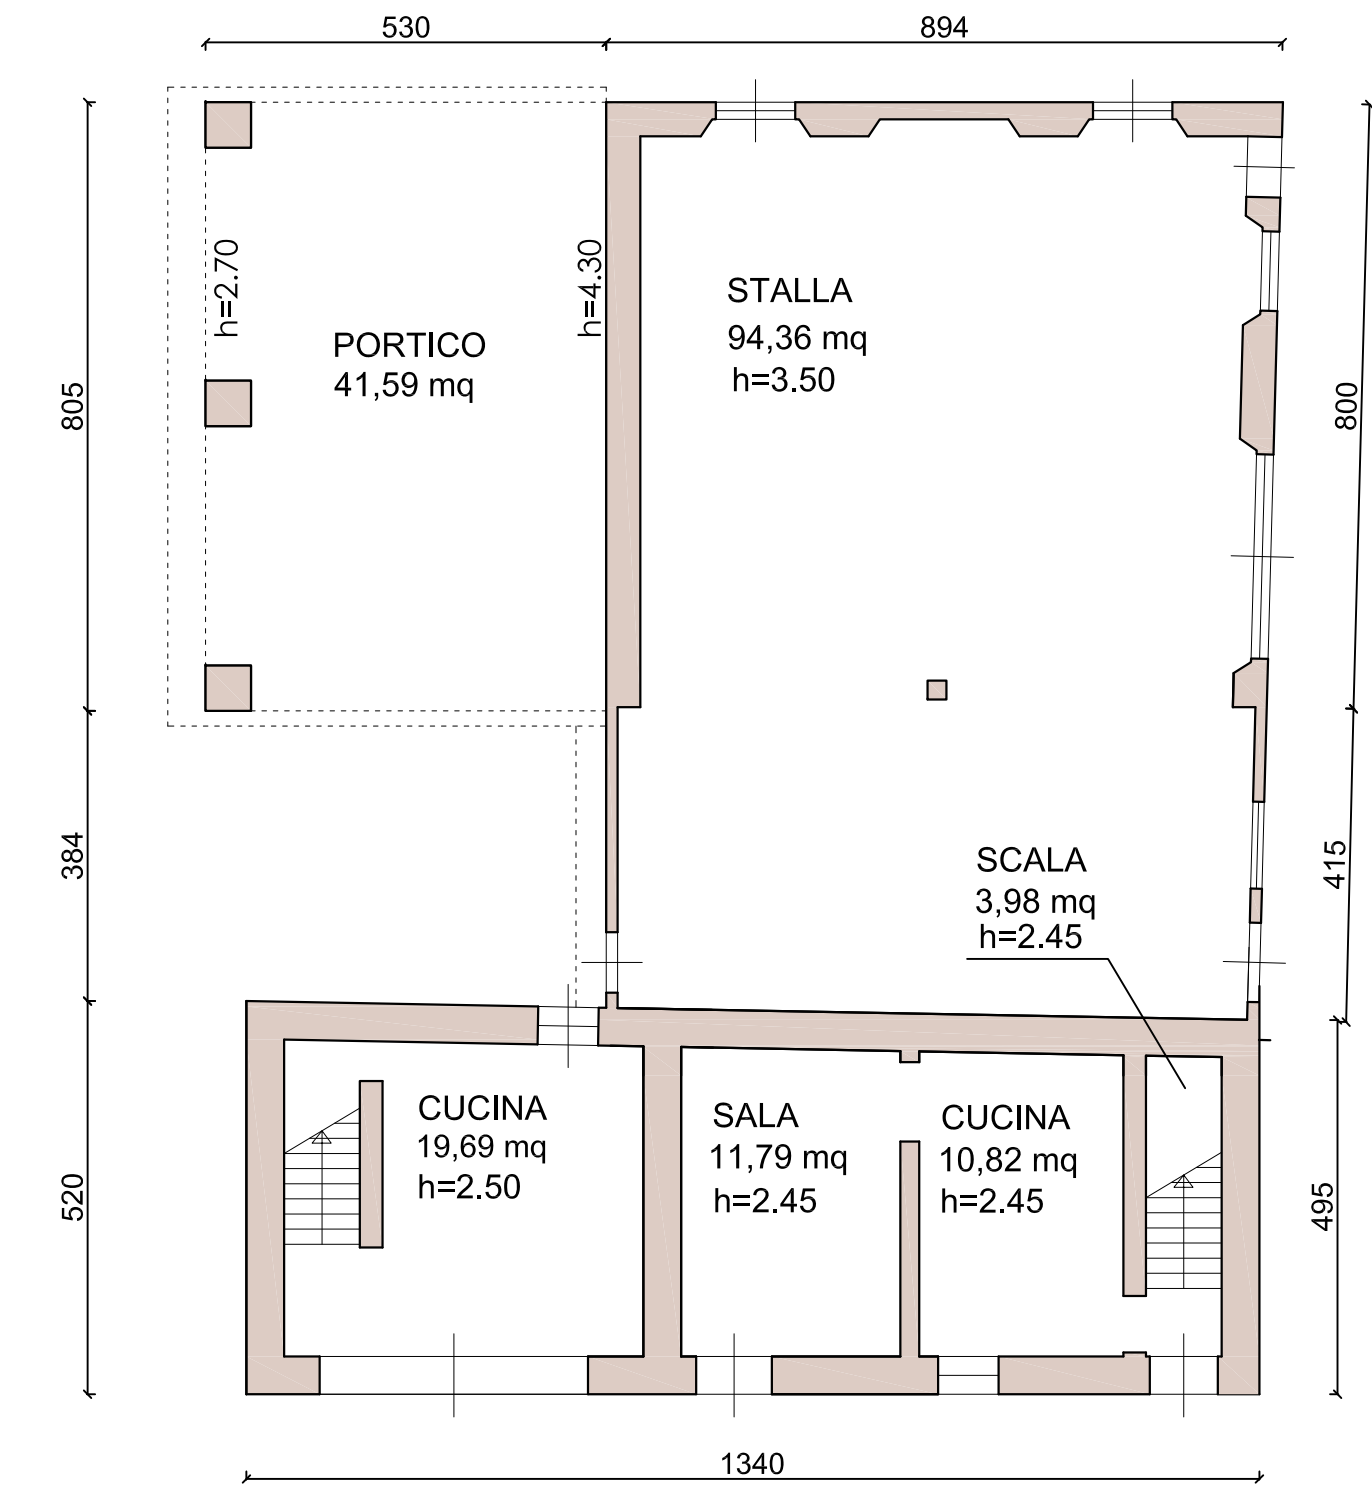 530
894
h=2.70
h=4.30
PORTICO
41,59 mq
STALLA
94,36 mq
h=3.50
805
800
384
415
SCALA
3,98 mq
h=2.45
CUCINA
19,69 mq
h=2.50
SALA
11,79 mq
h=2.45
CUCINA
10,82 mq
h=2.45
520
495
1340